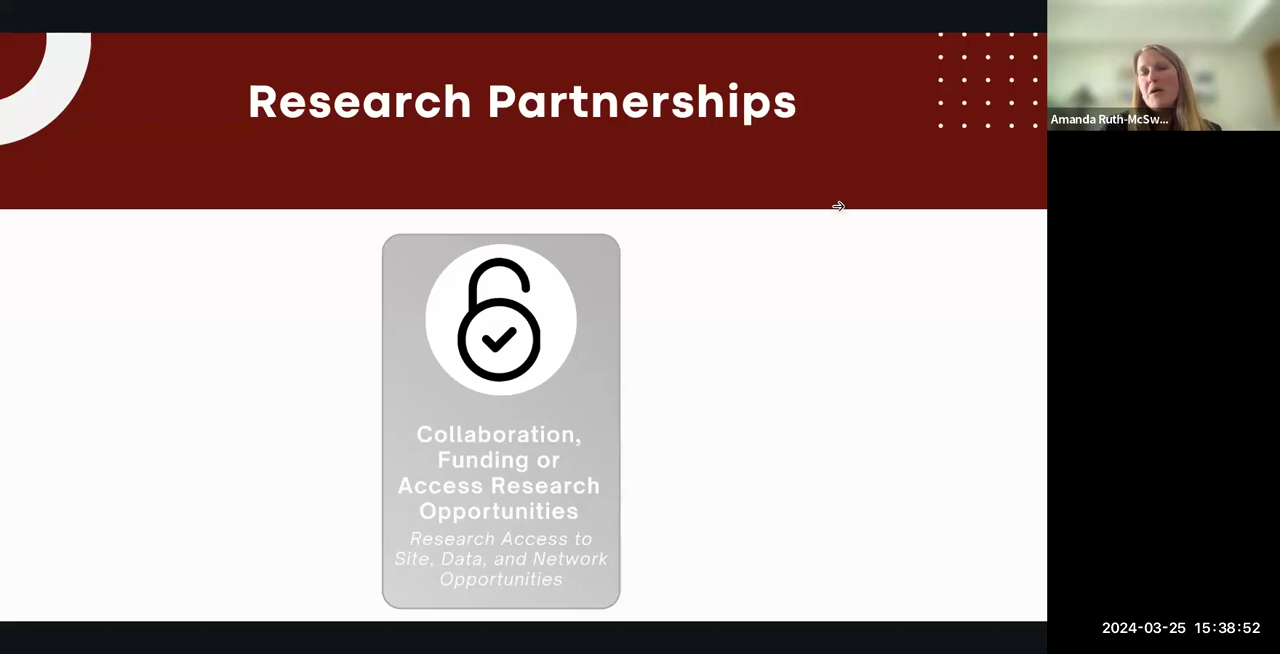 Research Partnerships
Amanda Ruth-McSw...
Collaboration,
Funding or
Access Research
Opportunities
Research Access to
Site, Data, and Network
Opportunities
2024-03-25 15:38:52